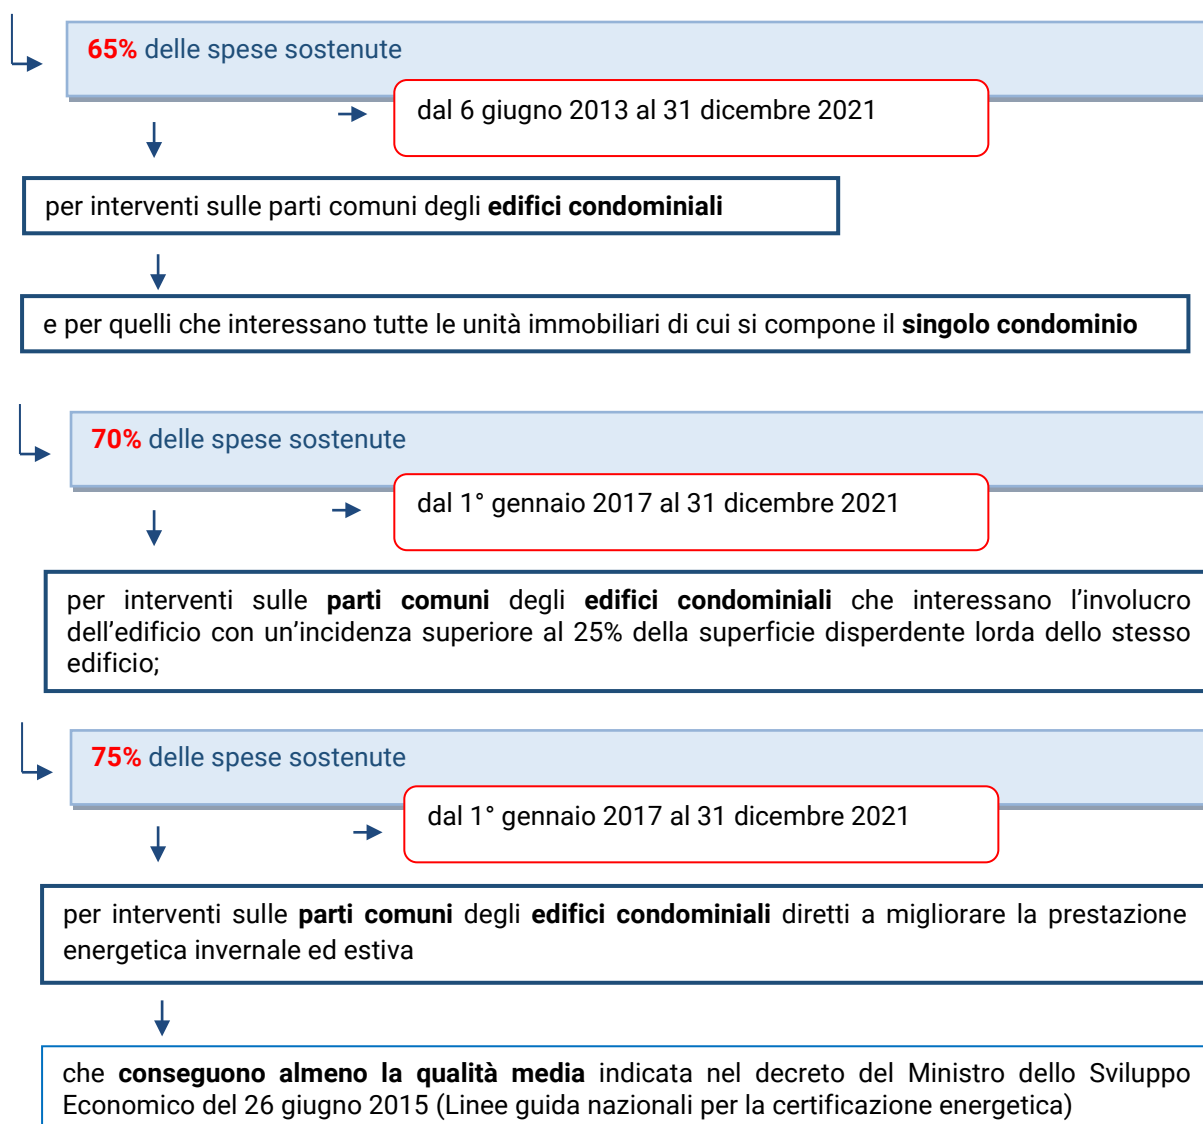 65% delle spese sostenute
dal 6 giugno 2013 al 31 dicembre 2021
per interventi sulle parti comuni degli edifici condominiali
e per quelli che interessano tutte le unità immobiliari di cui si compone il singolo condominio
70% delle spese sostenute
dal 1° gennaio 2017 al 31 dicembre 2021
per interventi sulle parti comuni degli edifici condominiali che interessano l'involucro
dell'edificio con un'incidenza superiore al 25% della superficie disperdente lorda dello stesso
edificio;
75% delle spese sostenute
dal 1° gennaio 2017 al 31 dicembre 2021
per interventi sulle parti comuni degli edifici condominiali diretti a migliorare la prestazione
energetica invernale ed estiva
che conseguono almeno la qualità media indicata nel decreto del Ministro dello Sviluppo
Economico del 26 giugno 2015 (Linee guida nazionali per la certificazione energetica)